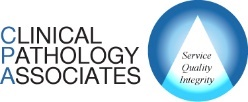 CLINICAL
PATHOLOGY
ASSOCIATES
Service
Quality
Integrity